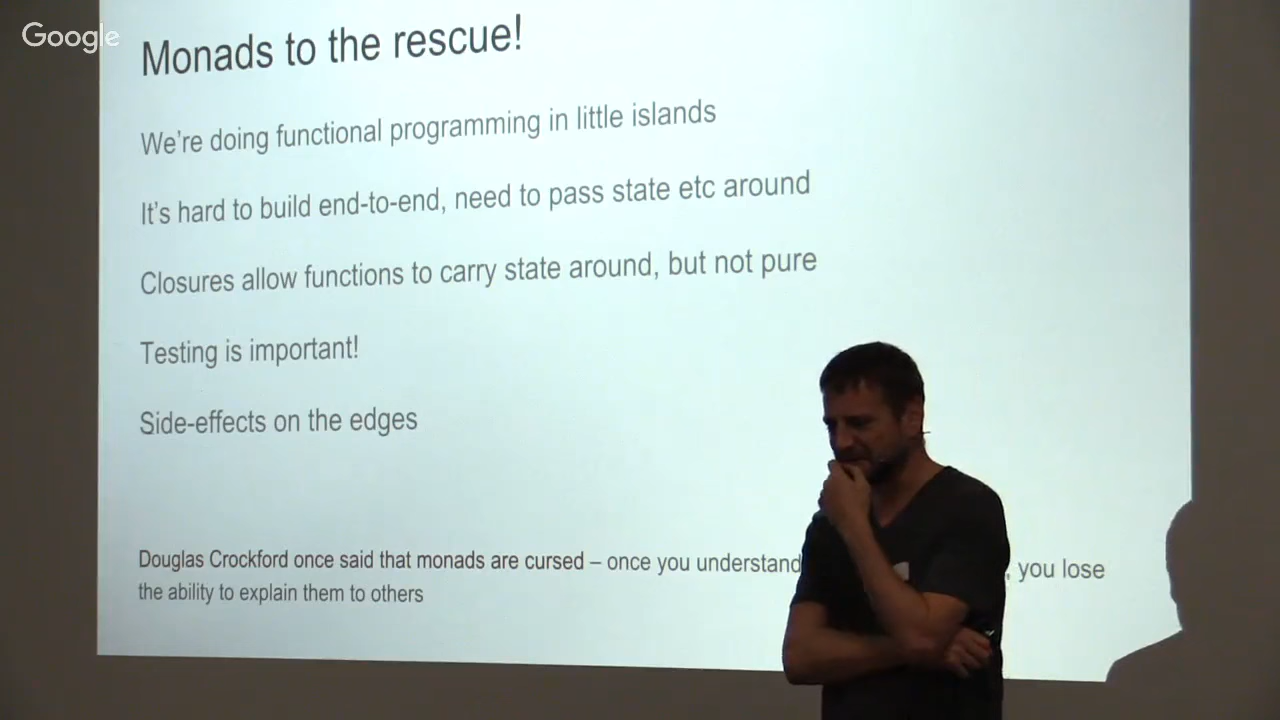 Google
Monads to the rescue!
We're doing functional programming in little islands
It's hard to build end-to-end, need to pass state etc around
Closures allow functions to carry state around, but not pure
Testing is important!
Side-effects on the edges
Douglas Crockford once said that monads are cursed – once you understand , you lose
the ability to explain them to others